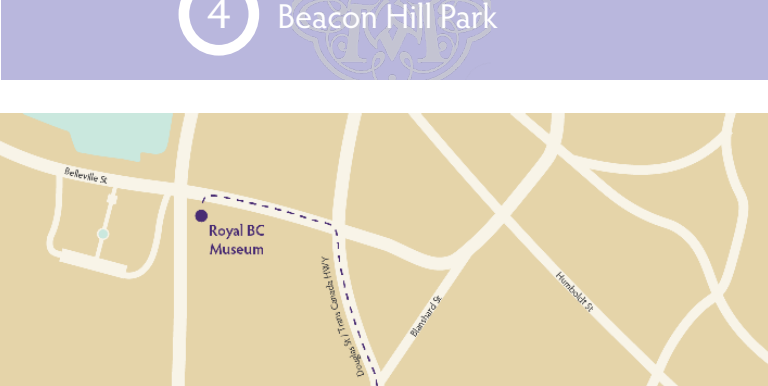 4
Beacon Hill Park
Belleville St
Royal BC
Museum
Douglas St / Trans Canada HWY
Blanshard St
Humboldt St